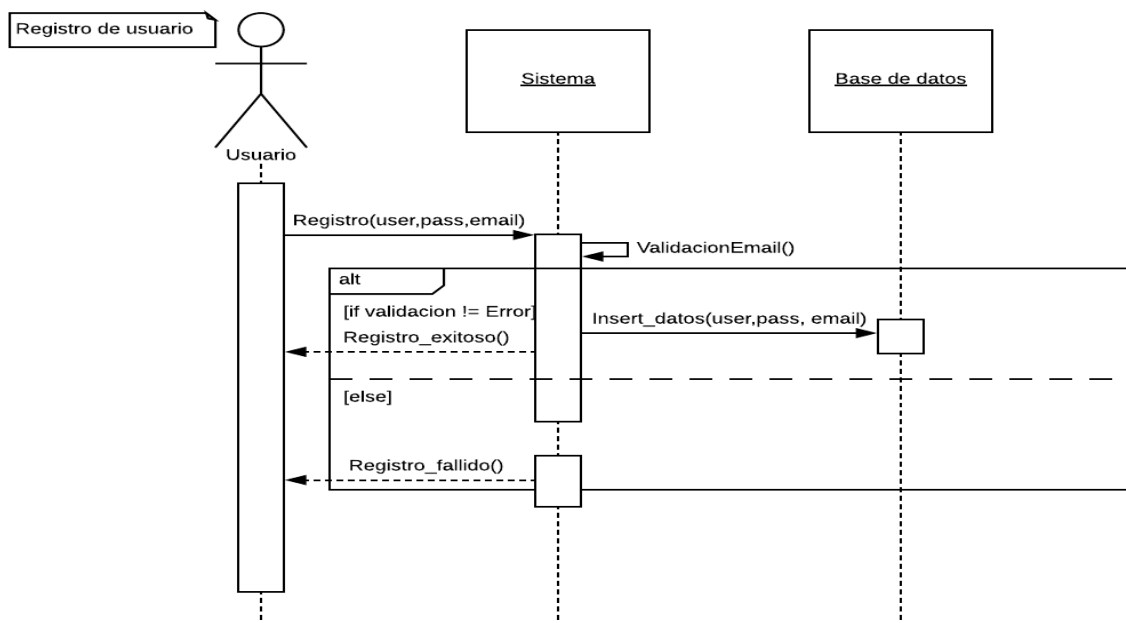 Registro de usuario
Sistema
Base de datos
Usuario
Registro(user,pass,email)
ValidacionEmail()
alt
[if validacion != Error]
Insert_datos(user,pass, email)
Registro_exitoso()
[else]
Registro_fallido()